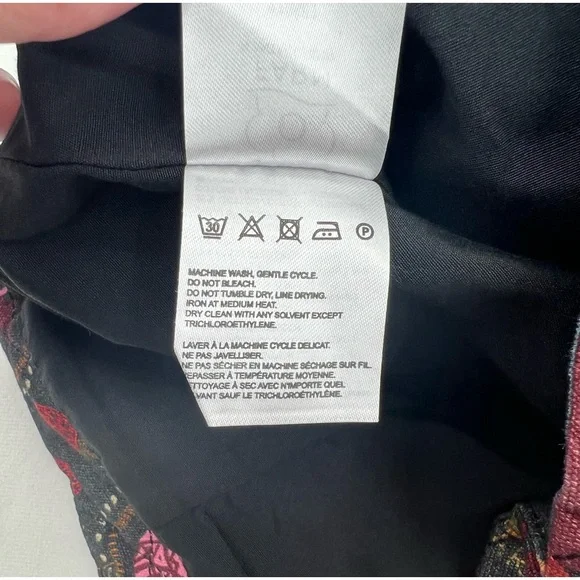 30
P
MACHINE WASH, GENTLE CYCLE.
DO NOT BLEACH.
DO NOT TUMBLE DRY, LINE DRYING.
IRON AT MEDIUM HEAT.
DRY CLEAN WITH ANY SOLVENT EXCEPT
TRICHLOROETHYLENE.
LAVER À LA MACHINE CYCLE DELICAT.
NE PAS JAVELLISER.
NE PAS SÉCHER EN MACHINE SÉCHAGE SUR FIL.
REPASSER À TEMPÉRATURE MOYENNE.
NETTOYAGE À SEC AVEC N'IMPORTE QUEL
SAUF LE TRICHLOROÉTHYLÈNE.